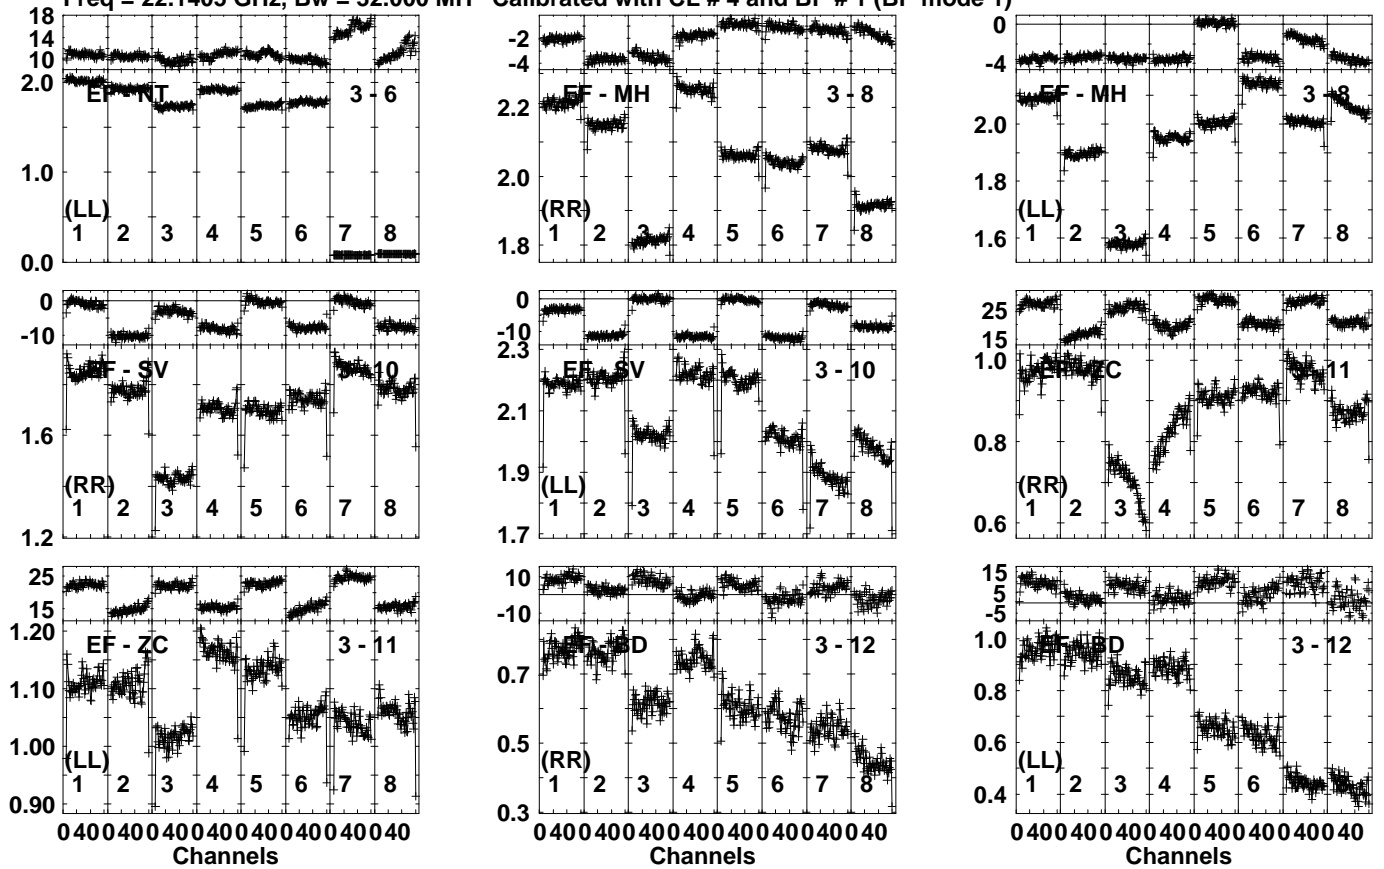 Freq = 22.1405 GHz, Bw = 32.000 MH Calibrated with CL # 4 and BP # 1 (BP mode 1)
18
14
10
2.0
1.0
0.0
EF - NT 3 - 6
(LL)
1 2 3 4 5 6 7 8
-2
-4
2.2
2.0
1.8
EF - MH 3 - 8
(RR)
1 2 3 4 5 6 7 8
0
-4
2.0
1.8
1.6
EF - MH 3 - 8
(LL)
1 2 3 4 5 6 7 8
0
-10
1.6
1.2
EF - SV 3 - 10
(RR)
1 2 3 4 5 6 7 8
0
-10
2.3
2.1
1.9
1.7
EF - SV 3 - 10
(LL)
1 2 3 4 5 6 7 8
25
15
1.0
0.8
0.6
EF - ZC 3 - 11
(RR)
1 2 3 4 5 6 7 8
25
15
1.20
1.10
1.00
0.90
EF - ZC 3 - 11
(LL)
1 2 3 4 5 6 7 8
0 40 0 40 0 40 0 40 0 40 0 40 0 40 0 40
Channels
10
-10
0.7
0.5
0.3
EF - BD 3 - 12
(RR)
1 2 3 4 5 6 7 8
0 40 0 40 0 40 0 40 0 40 0 40 0 40 0 40
15
5
-5
1.0
0.8
0.6
0.4
EF - BD 3 - 12
(LL)
1 2 3 4 5 6 7 8
0 40 0 40 0 40 0 40 0 40 0 40 0 40 0 40
Channels